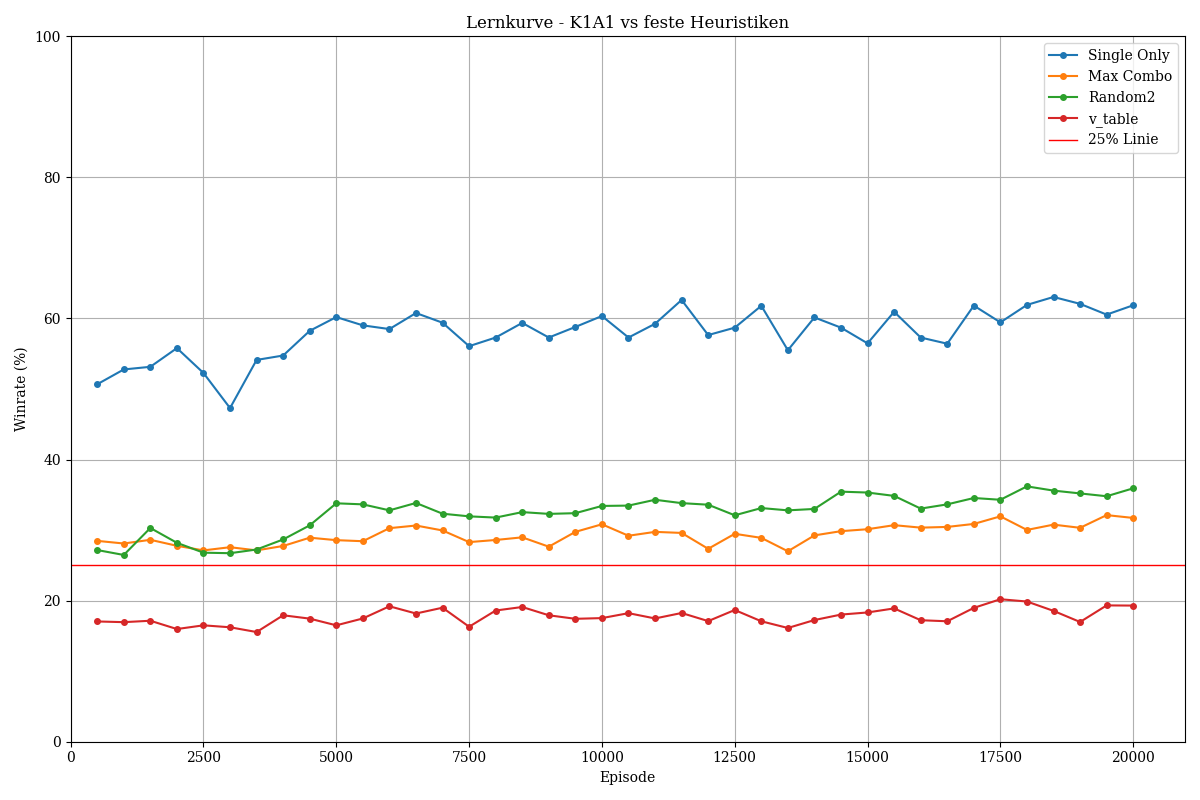 Lernkurve - K1A1 vs feste Heuristiken
100
80
60
40
20
0
Winrate (%)
Single Only
Max Combo
Random2
v_table
25% Linie
0 2500 5000 7500 10000 12500 15000 17500 20000
Episode